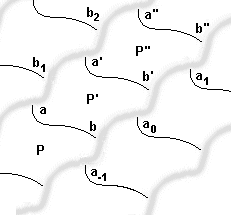 b₂ a" b"
P"
b₁ a' a₁
P' b'
a a₀
b
P a₋₁